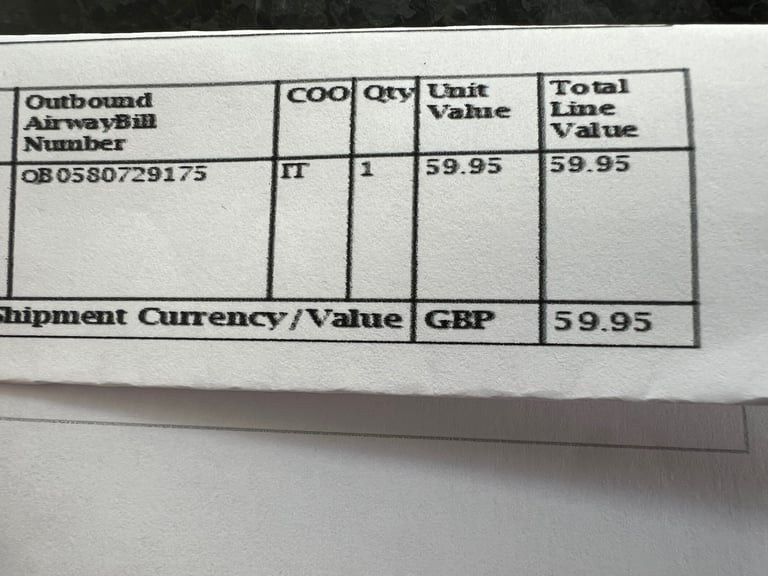 Outbound AirwayBill Number COO Qty Unit Value Total Line Value
OB0580729175 IT 1 59.95 59.95
Shipment Currency/Value GBP 59.95